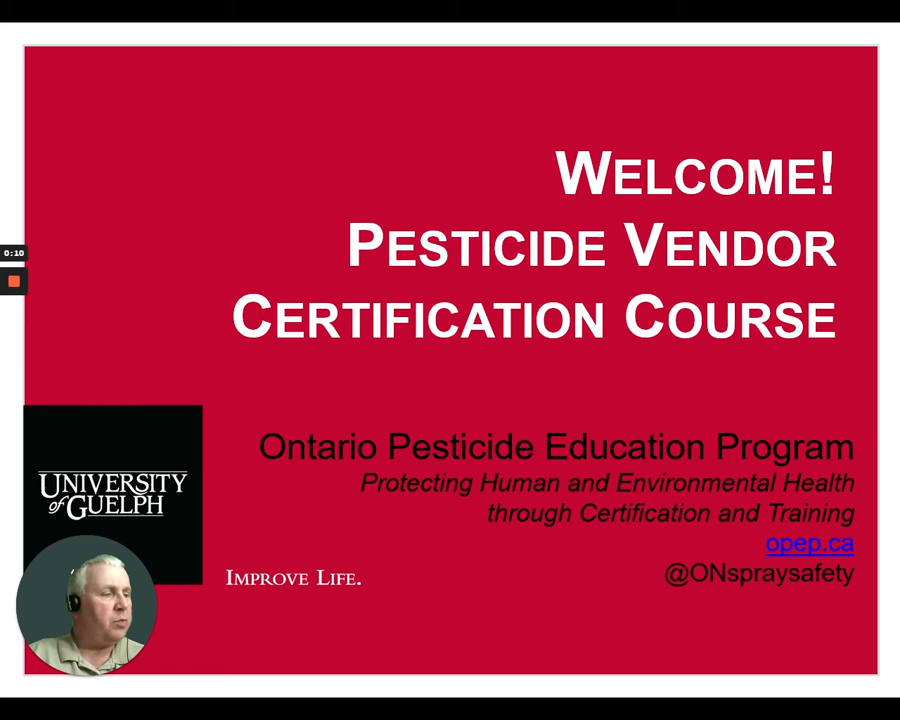 WELCOME!
PESTICIDE VENDOR
CERTIFICATION COURSE
0:10
UNIVERSITY
of GUELPH
Ontario Pesticide Education Program
Protecting Human and Environmental Health
through Certification and Training
opep.ca
@ONspraysafety
IMPROVE LIFE.